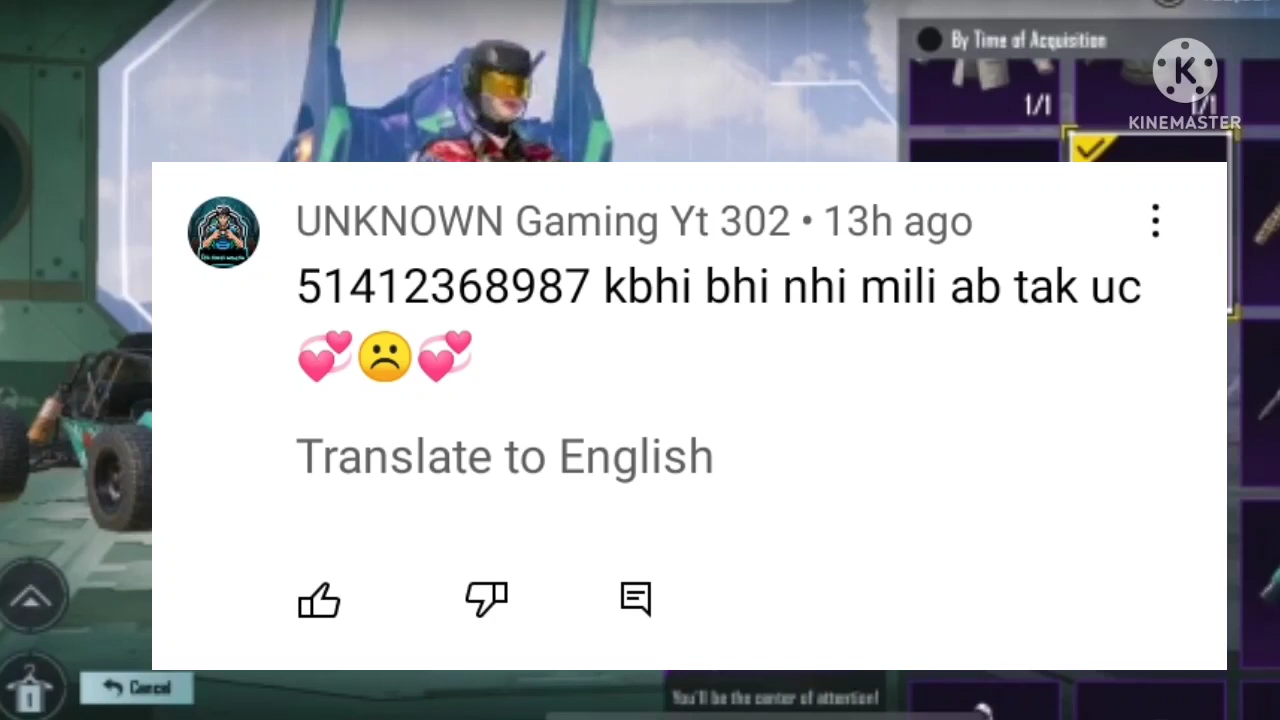 By Time of Acquisition
K
KINEMASTER
1/1
1/1
UNKNOWN Gaming Yt 302 • 13h ago
51412368987 kbhi bhi nhi mili ab tak uc
💞☹️💞
Translate to English
1
Cancel
You'll be the center of attention!